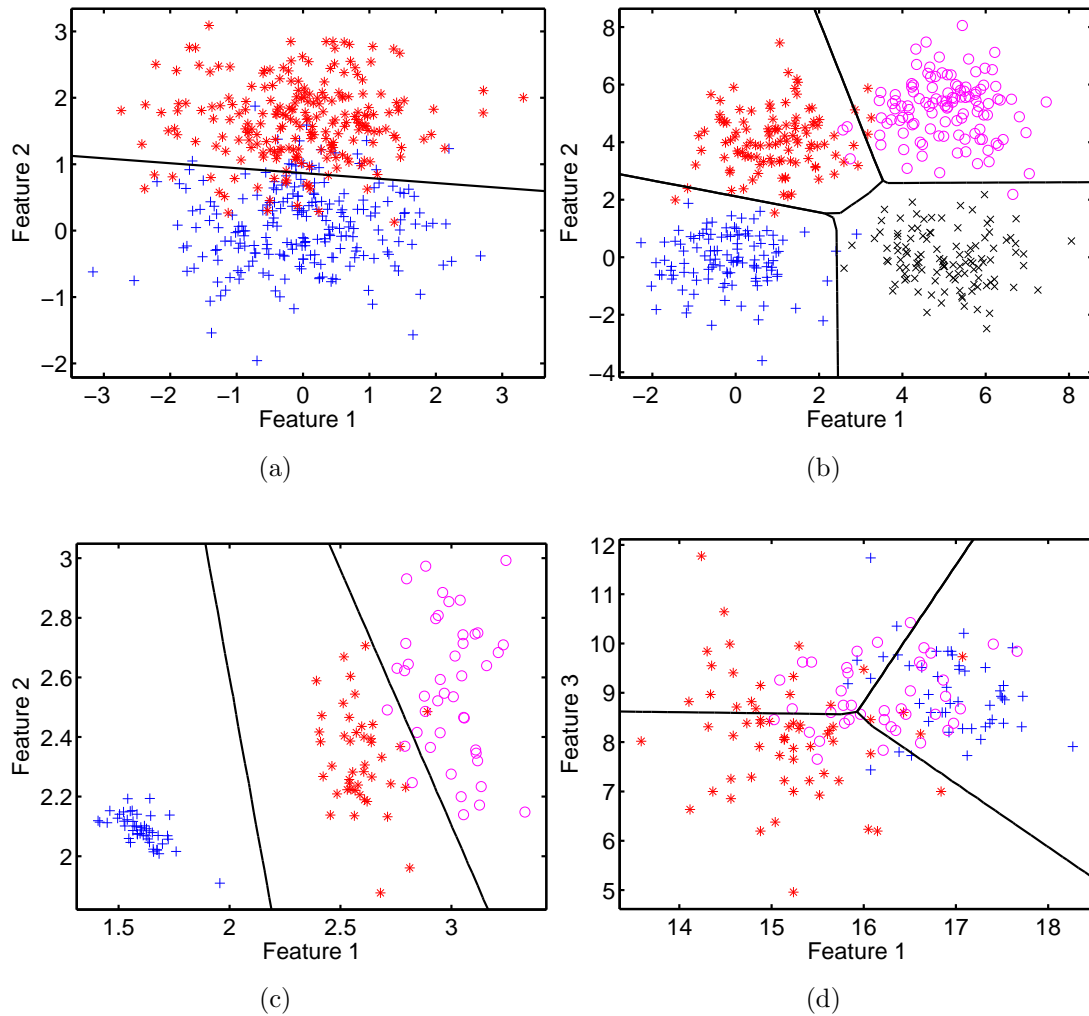 3
2
1
0
−1
−2
Feature 2
−3 −2 −1 0 1 2 3
Feature 1
(a)
8
6
4
2
0
−2
−4
Feature 2
−2 0 2 4 6 8
Feature 1
(b)
3
2.8
2.6
2.4
2.2
2
Feature 2
1.5 2 2.5 3
Feature 1
(c)
12
11
10
9
8
7
6
5
Feature 3
14 15 16 17 18
Feature 1
(d)